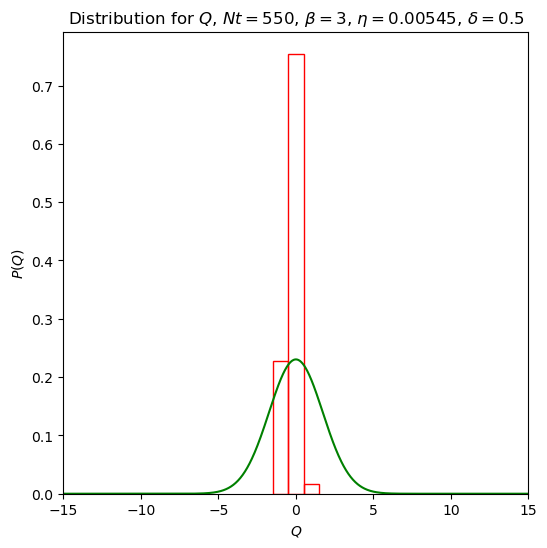 Distribution for Q, Nt = 550, β = 3, η = 0.00545, δ = 0.5
P(Q)
0.7
0.6
0.5
0.4
0.3
0.2
0.1
0.0
−15 −10 −5 0 5 10 15
Q